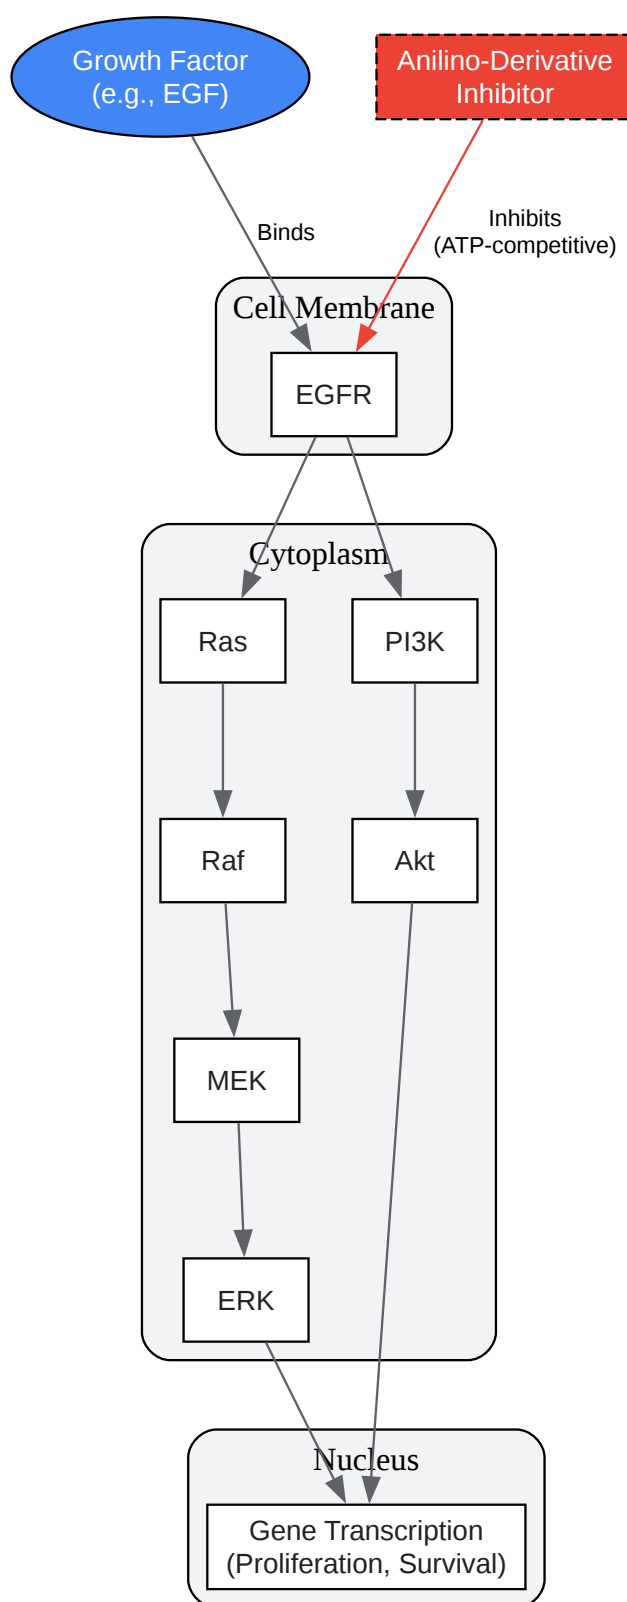 Growth Factor
(e.g., EGF)
Anilino-Derivative
Inhibitor
Binds
Inhibits
(ATP-competitive)
Cell Membrane
EGFR
Cytoplasm
Ras
PI3K
Raf
Akt
MEK
ERK
Nucleus
Gene Transcription
(Proliferation, Survival)